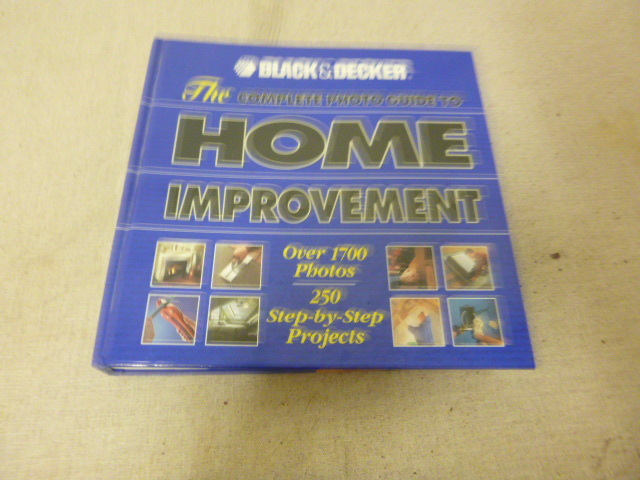 BLACK & DECKER
The COMPLETE PHOTO GUIDE TO
HOME
IMPROVEMENT
Over 1700
Photos
250
Step-by-Step
Projects